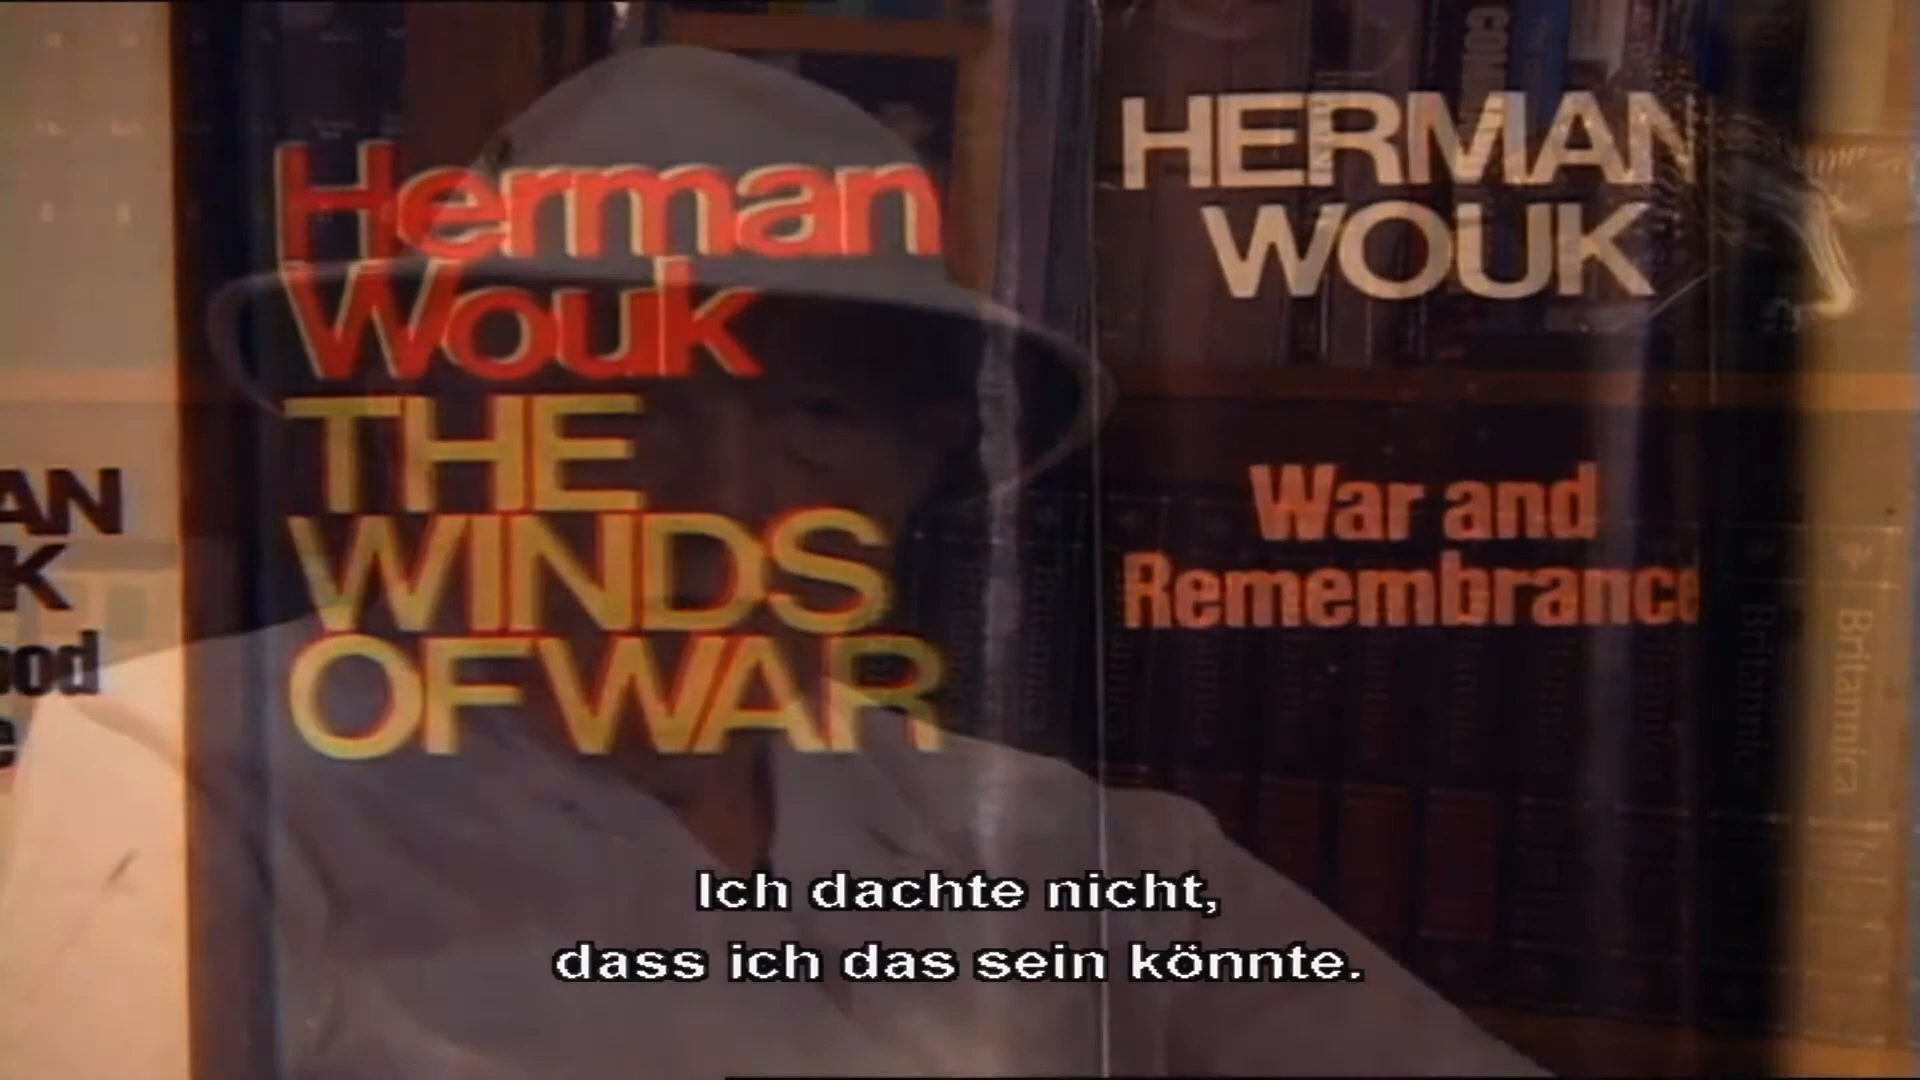 Herman
Wouk
THE
WINDS
OF WAR
HERMAN
WOUK
War and
Remembrance
AN
K
ood
e
Britannica
Britannica
Ich dachte nicht,
dass ich das sein könnte.